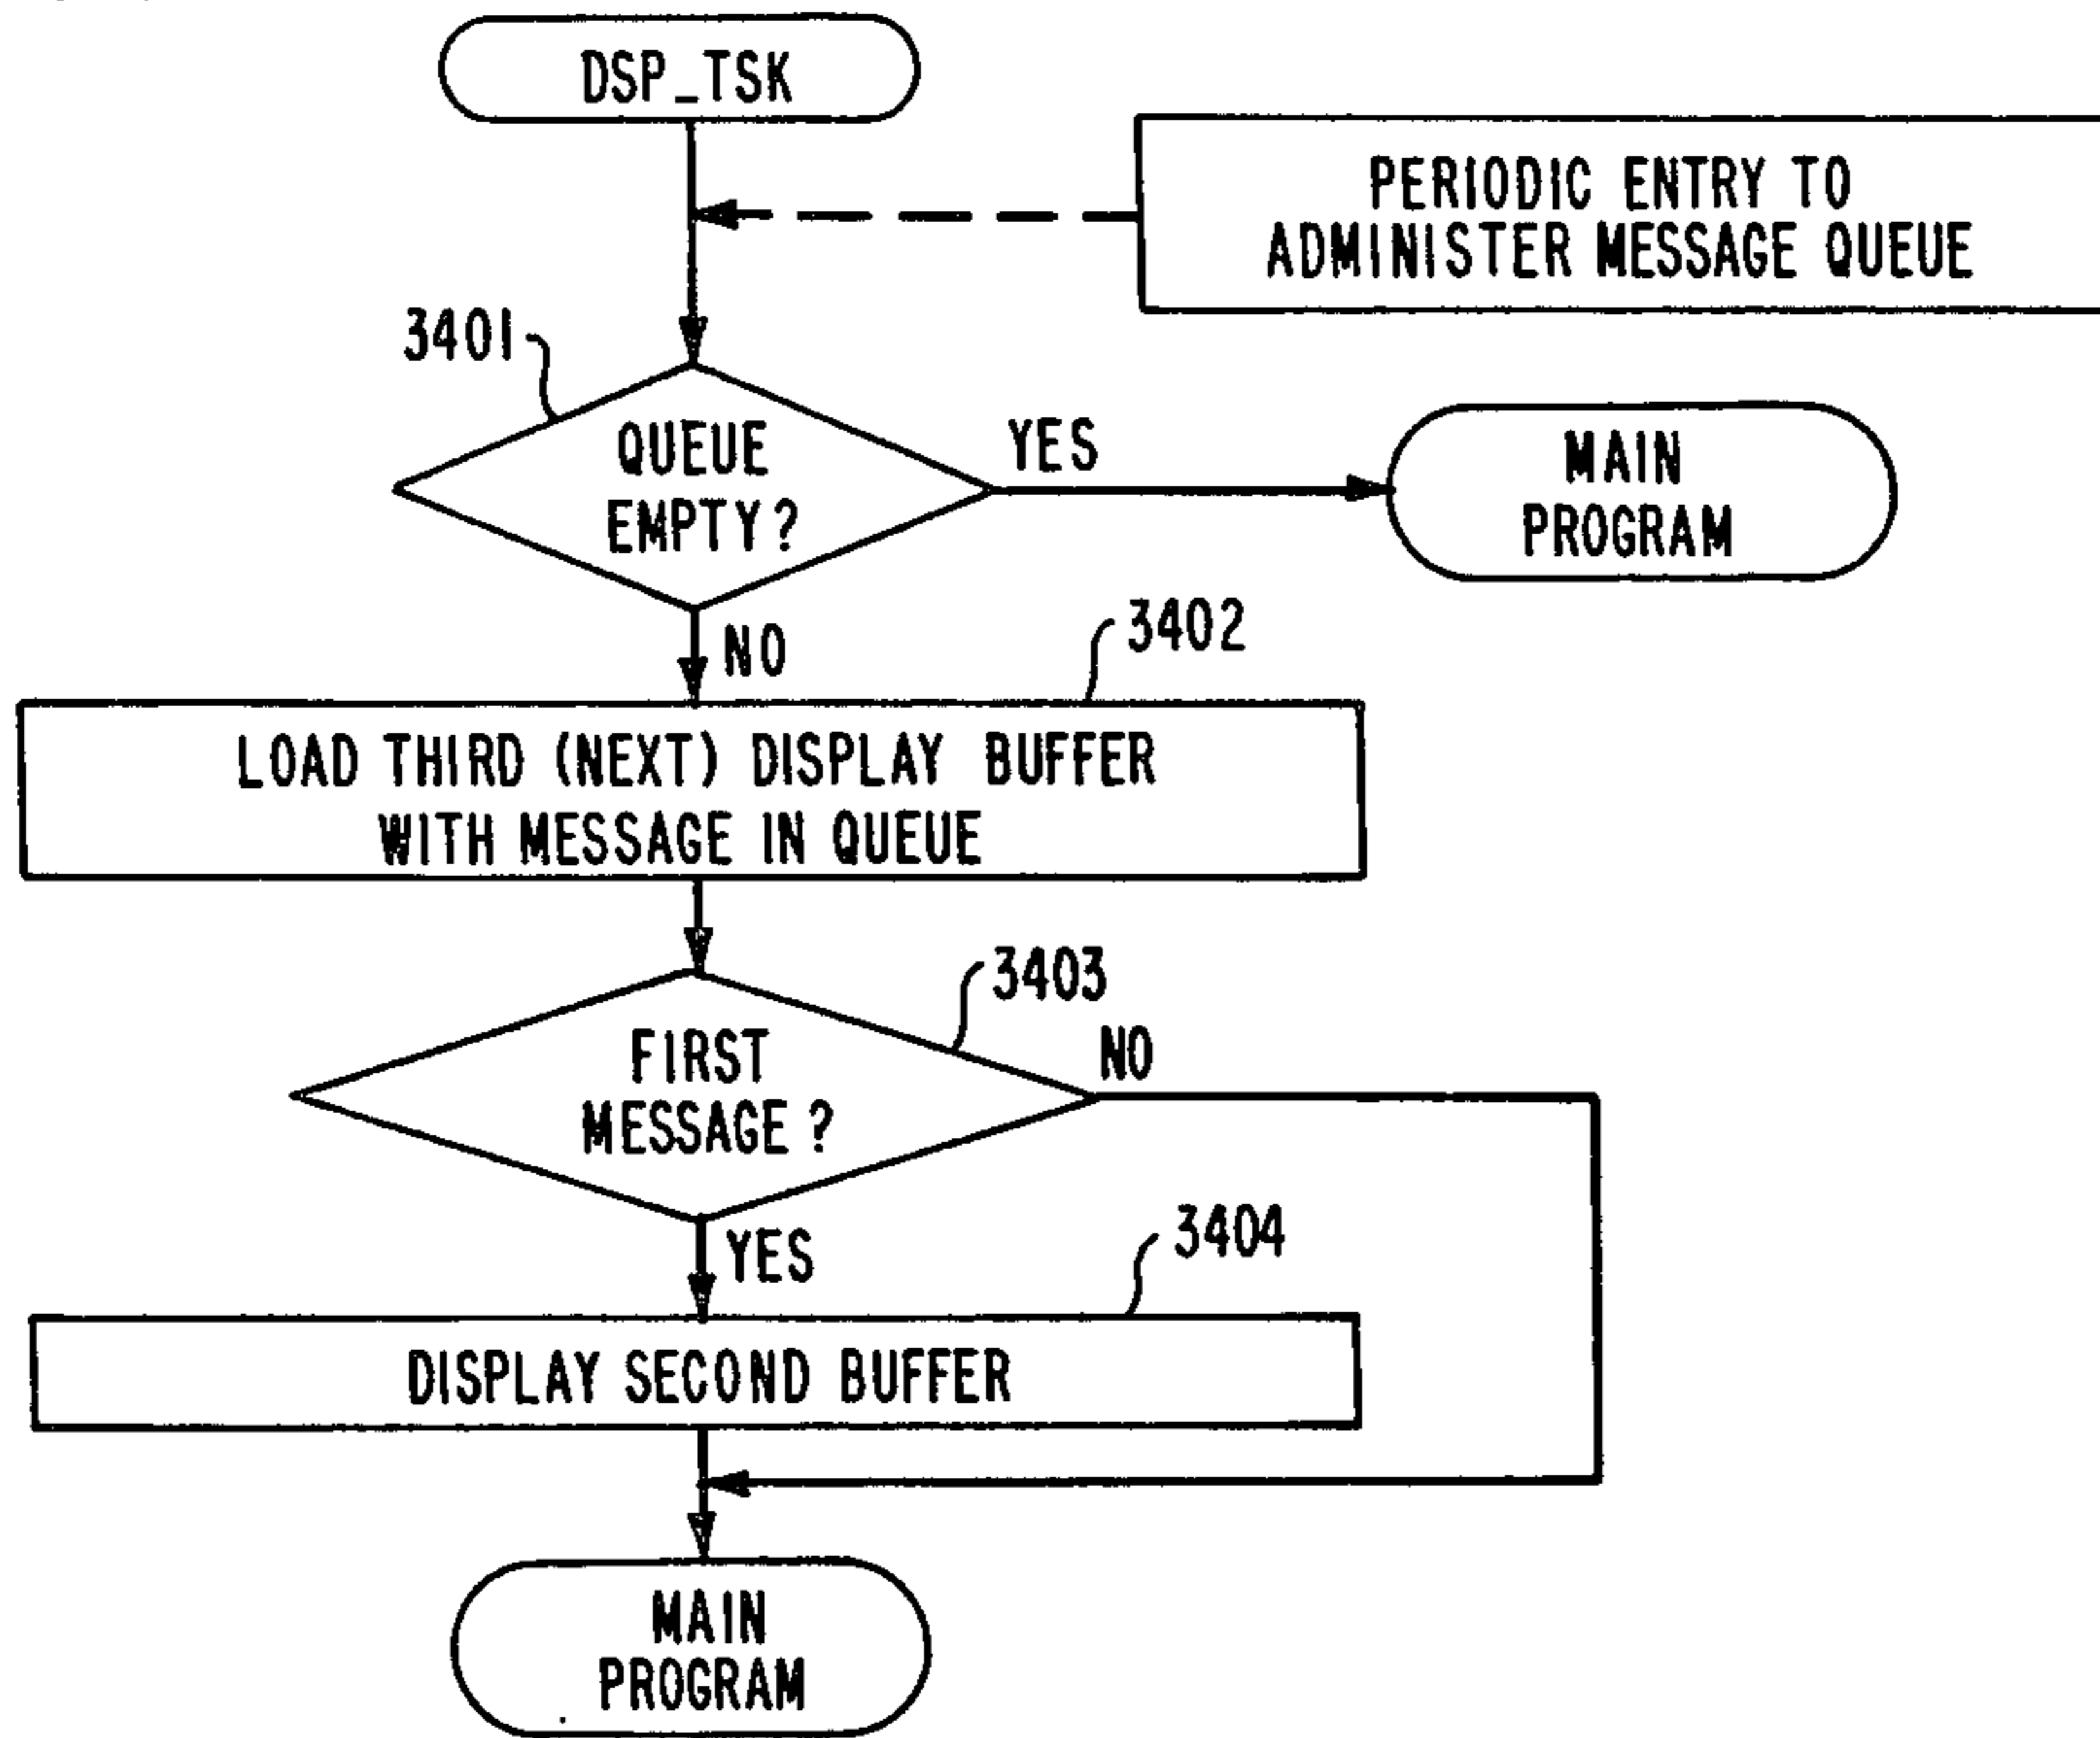 DSP_TSK
PERIODIC ENTRY TO
ADMINISTER MESSAGE QUEUE
3401
QUEUE
EMPTY?
YES
MAIN
PROGRAM
NO
3402
LOAD THIRD (NEXT) DISPLAY BUFFER
WITH MESSAGE IN QUEUE
3403
FIRST
MESSAGE ?
NO
YES
3404
DISPLAY SECOND BUFFER
MAIN
PROGRAM